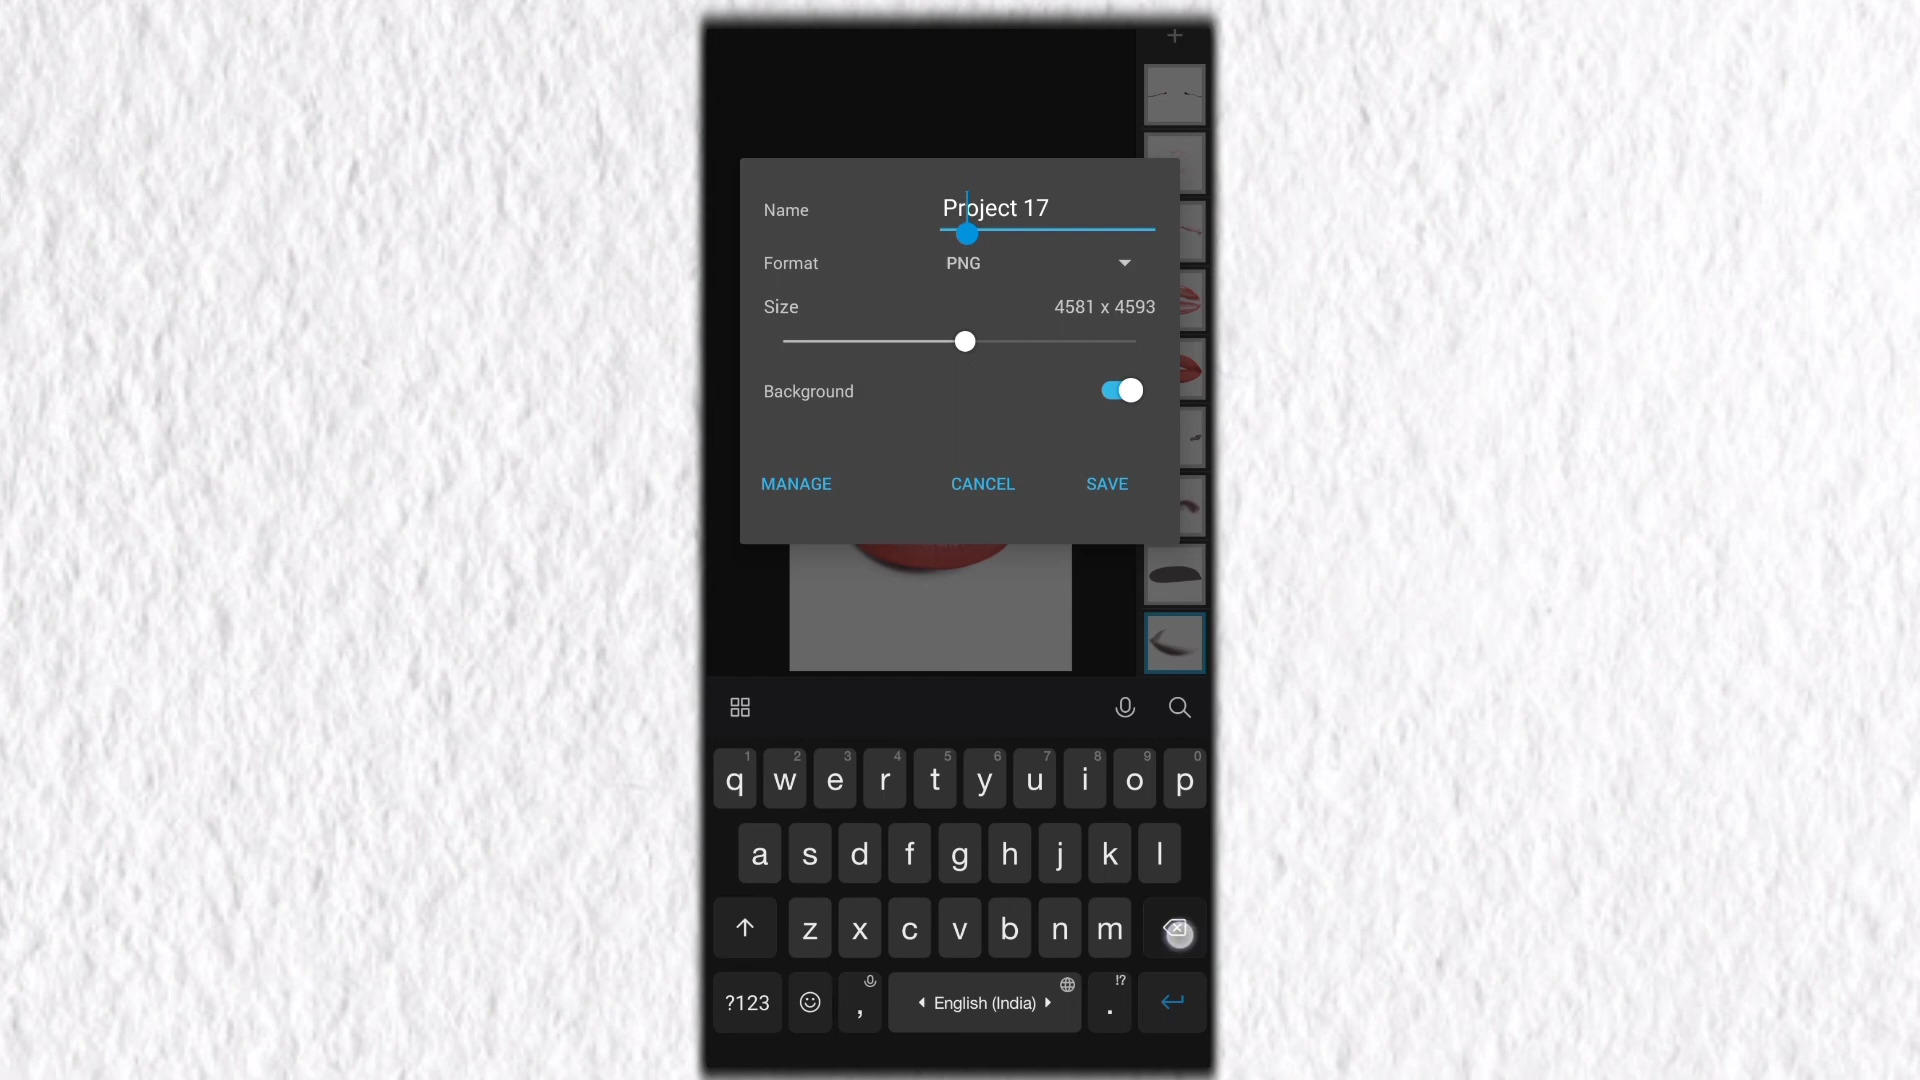 Name Project 17
Format PNG
Size 4581 x 4593
Background
MANAGE CANCEL SAVE
1 2 3 4 5 6 7 8 9 0
q w e r t y u i o p
a s d f g h j k l
z x c v b n m
!?
?123 , English (India) .